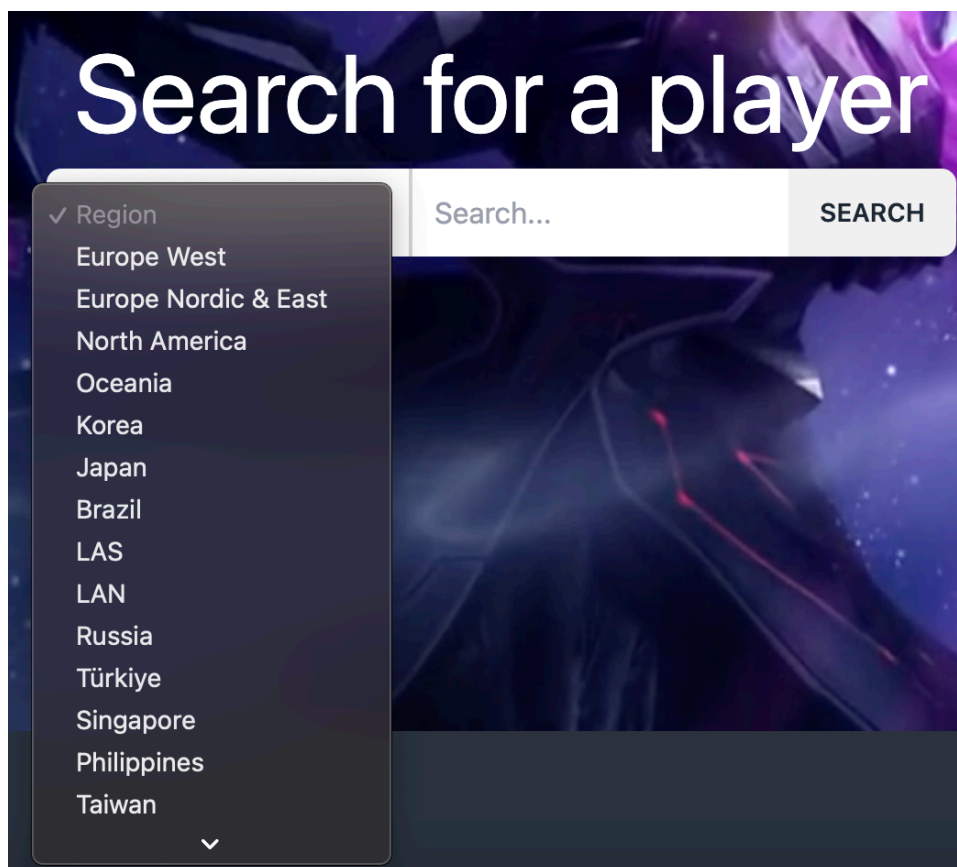 Search for a player
Region
Search...
SEARCH
Europe West
Europe Nordic & East
North America
Oceania
Korea
Japan
Brazil
LAS
LAN
Russia
Türkiye
Singapore
Philippines
Taiwan